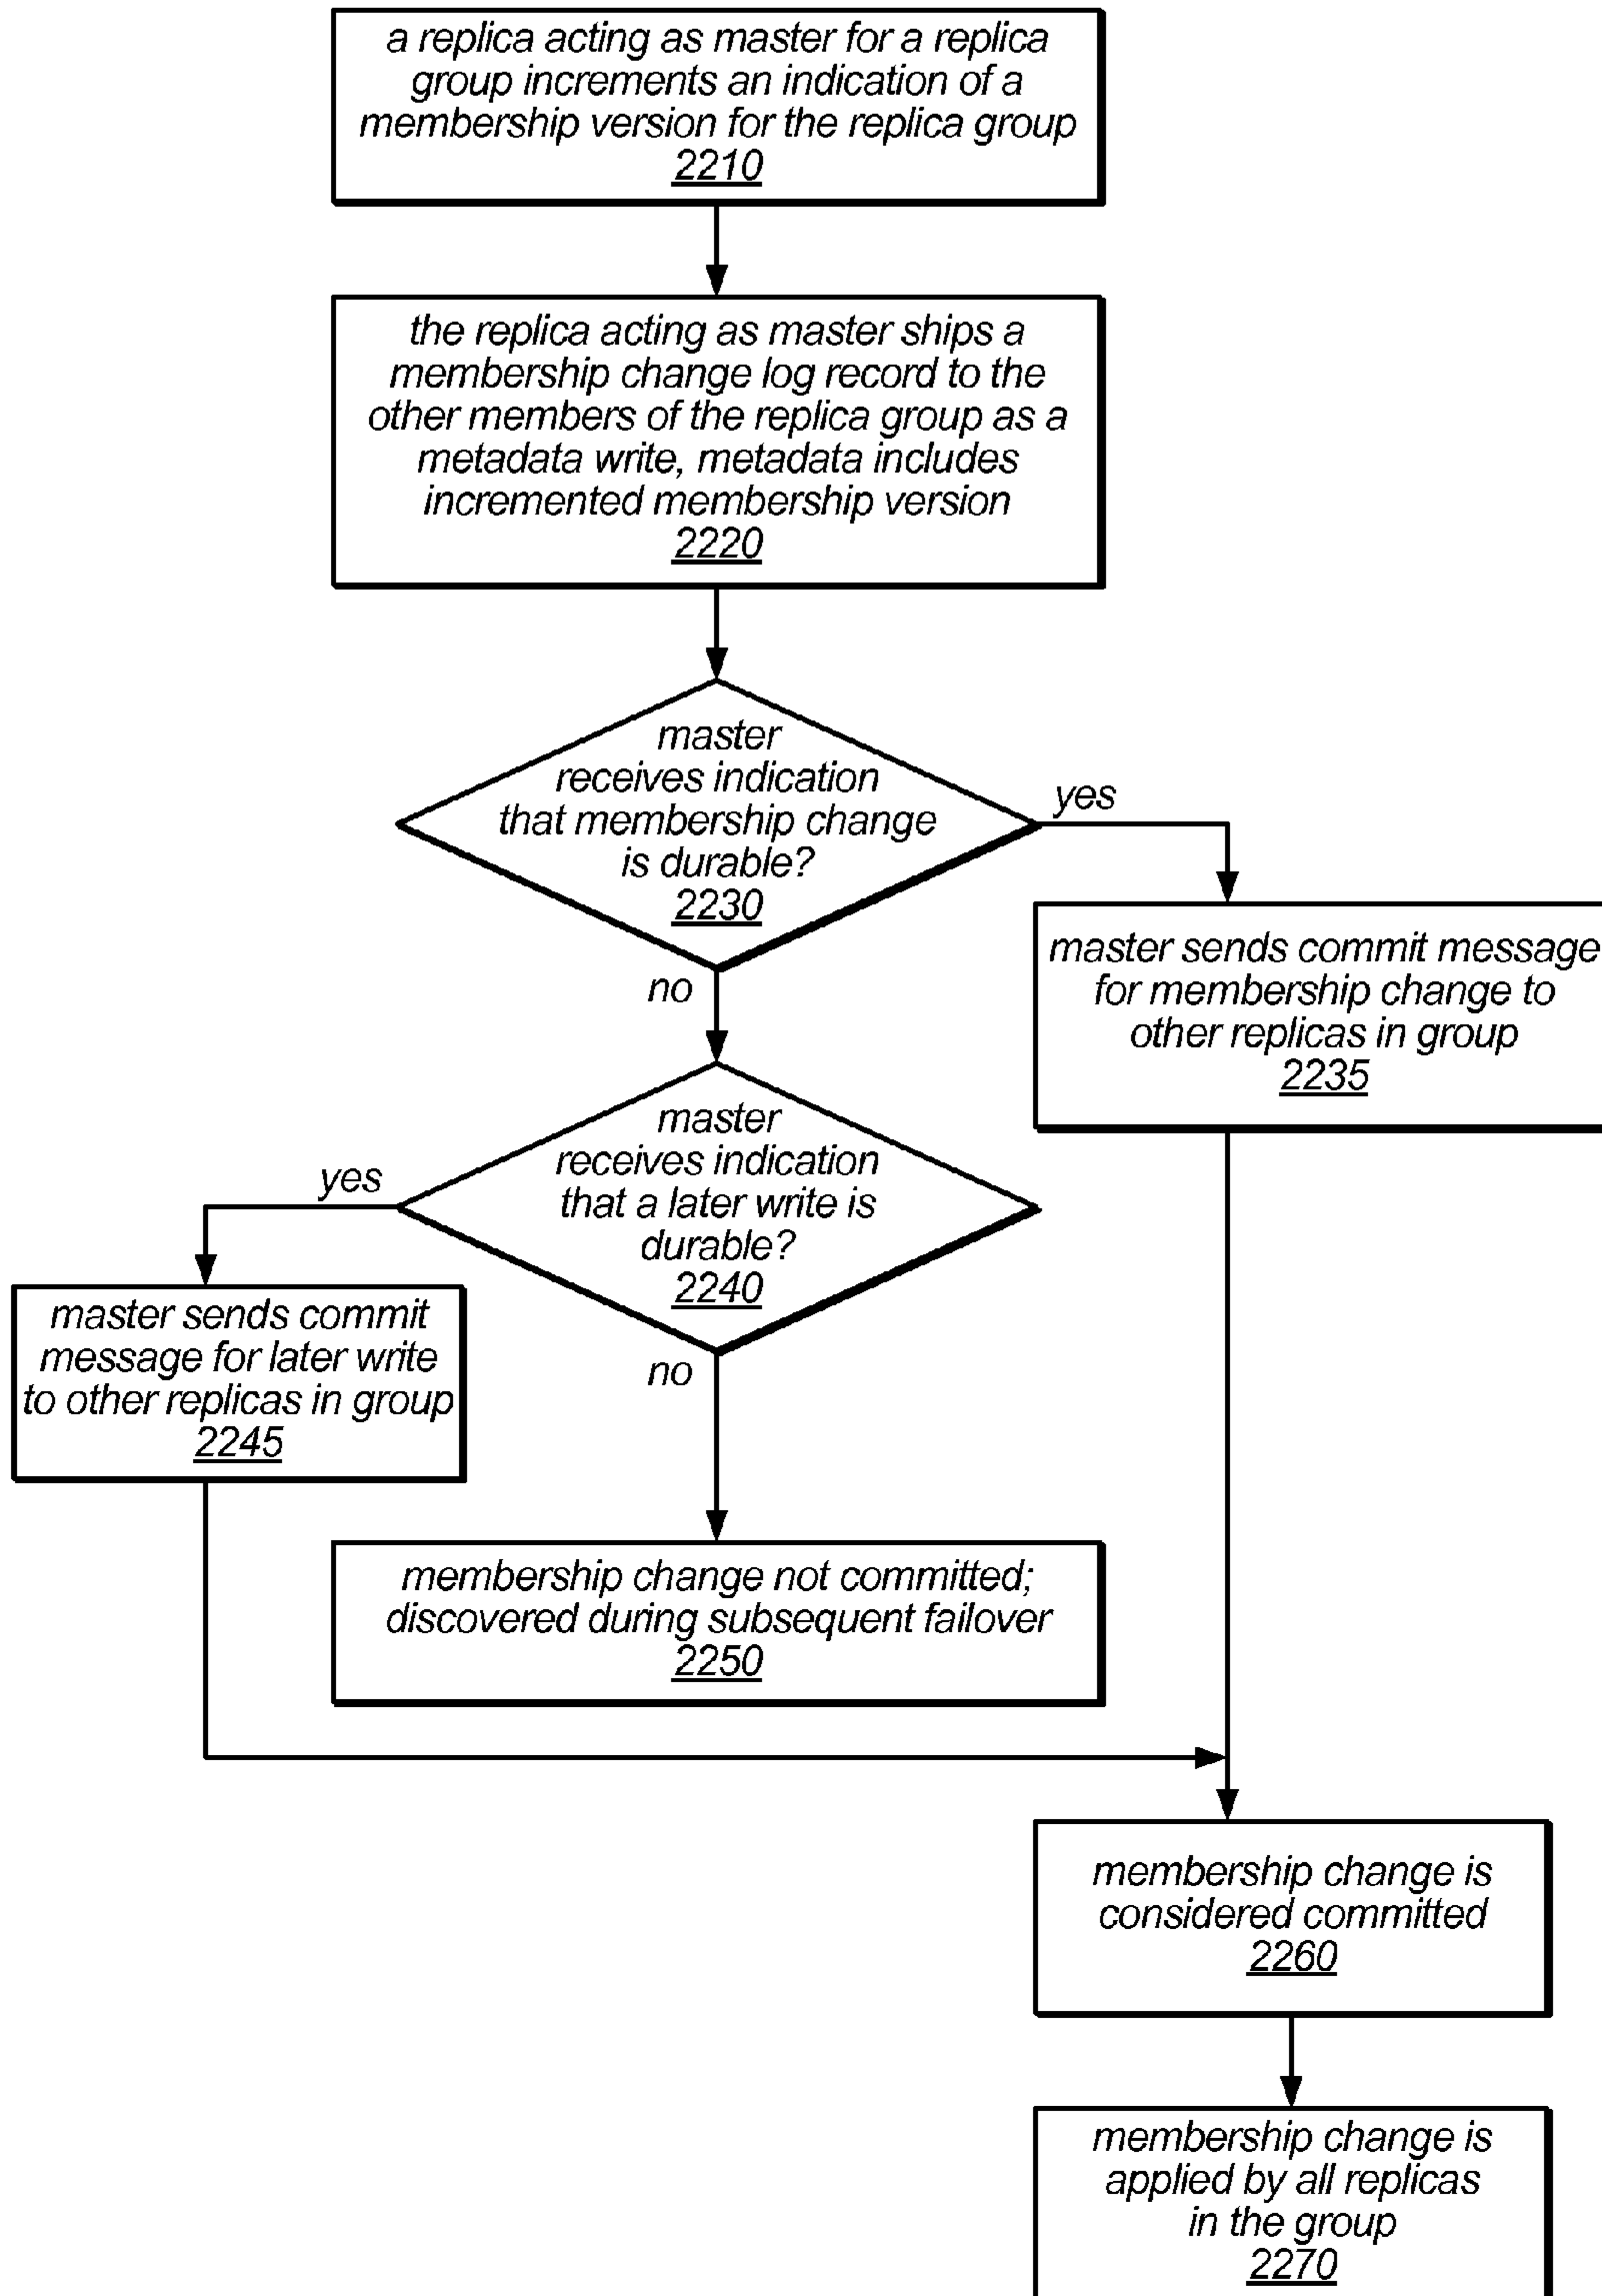 a replica acting as master for a replica
group increments an indication of a
membership version for the replica group
2210
the replica acting as master ships a
membership change log record to the
other members of the replica group as a
metadata write, metadata includes
incremented membership version
2220
master
receives indication
that membership change
is durable?
2230
yes
no
master sends commit message
for membership change to
other replicas in group
2235
master
receives indication
that a later write is
durable?
2240
yes
no
master sends commit
message for later write
to other replicas in group
2245
membership change not committed;
discovered during subsequent failover
2250
membership change is
considered committed
2260
membership change is
applied by all replicas
in the group
2270